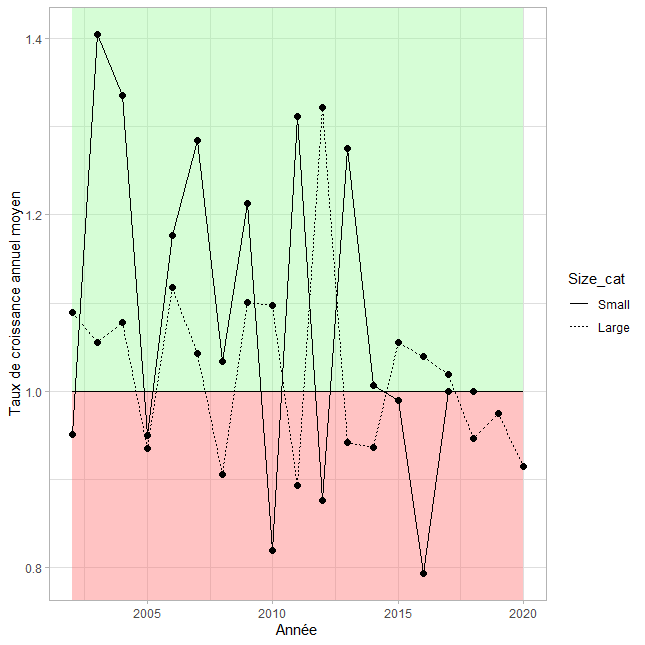 1.4
1.2
1.0
0.8
Taux de croissance annuel moyen
2005 2010 2015 2020
Année
Size_cat
Small
Large